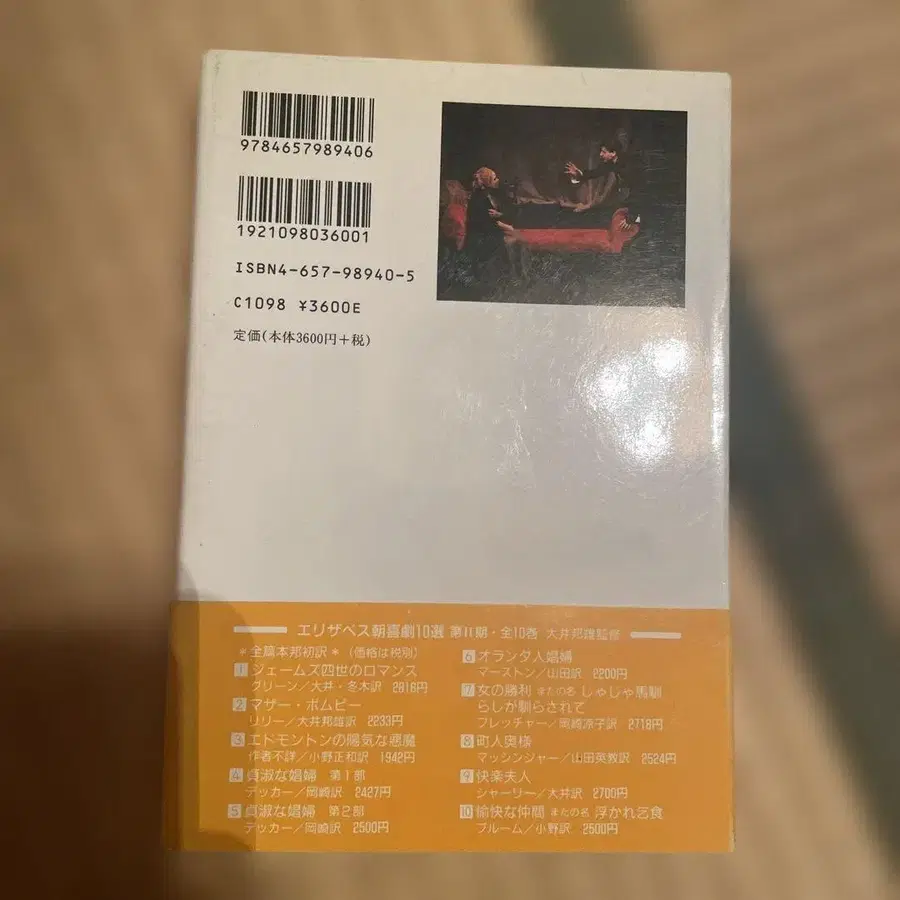 9784657989406
1921098036001
ISBN4-657-98940-5
C1098 ¥3600E
定価(本体3600円+税)
エリザベス朝喜劇10選 第II期・全10巻 大井邦雄監督
*全篇本邦初訳* (価格は税別)
1 ジェームズ四世のロマンス
グリーン/大井・冬木訳 2816円
2 マザー・ボムビー
リリー/大井邦雄訳 2233円
3 エドモントンの陽気な悪魔
作者不詳/小野正和訳 1942円
4 貞淑な娼婦 第1部
デッカー/岡崎訳 2427円
5 貞淑な娼婦 第2部
デッカー/岡崎訳 2500円
6 オランダ人娼婦
マーストン/山田訳 2200円
7 女の勝利 またの名 じゃじゃ馬馴
らしが馴らされて
フレッチャー/岡崎凉子訳 2718円
8 町人奥様
マッシンジャー/山田英教訳 2524円
9 快楽夫人
シャーリー/大井訳 2700円
10 愉快な仲間 またの名 浮かれ乞食
ブルーム/小野訳 2500円